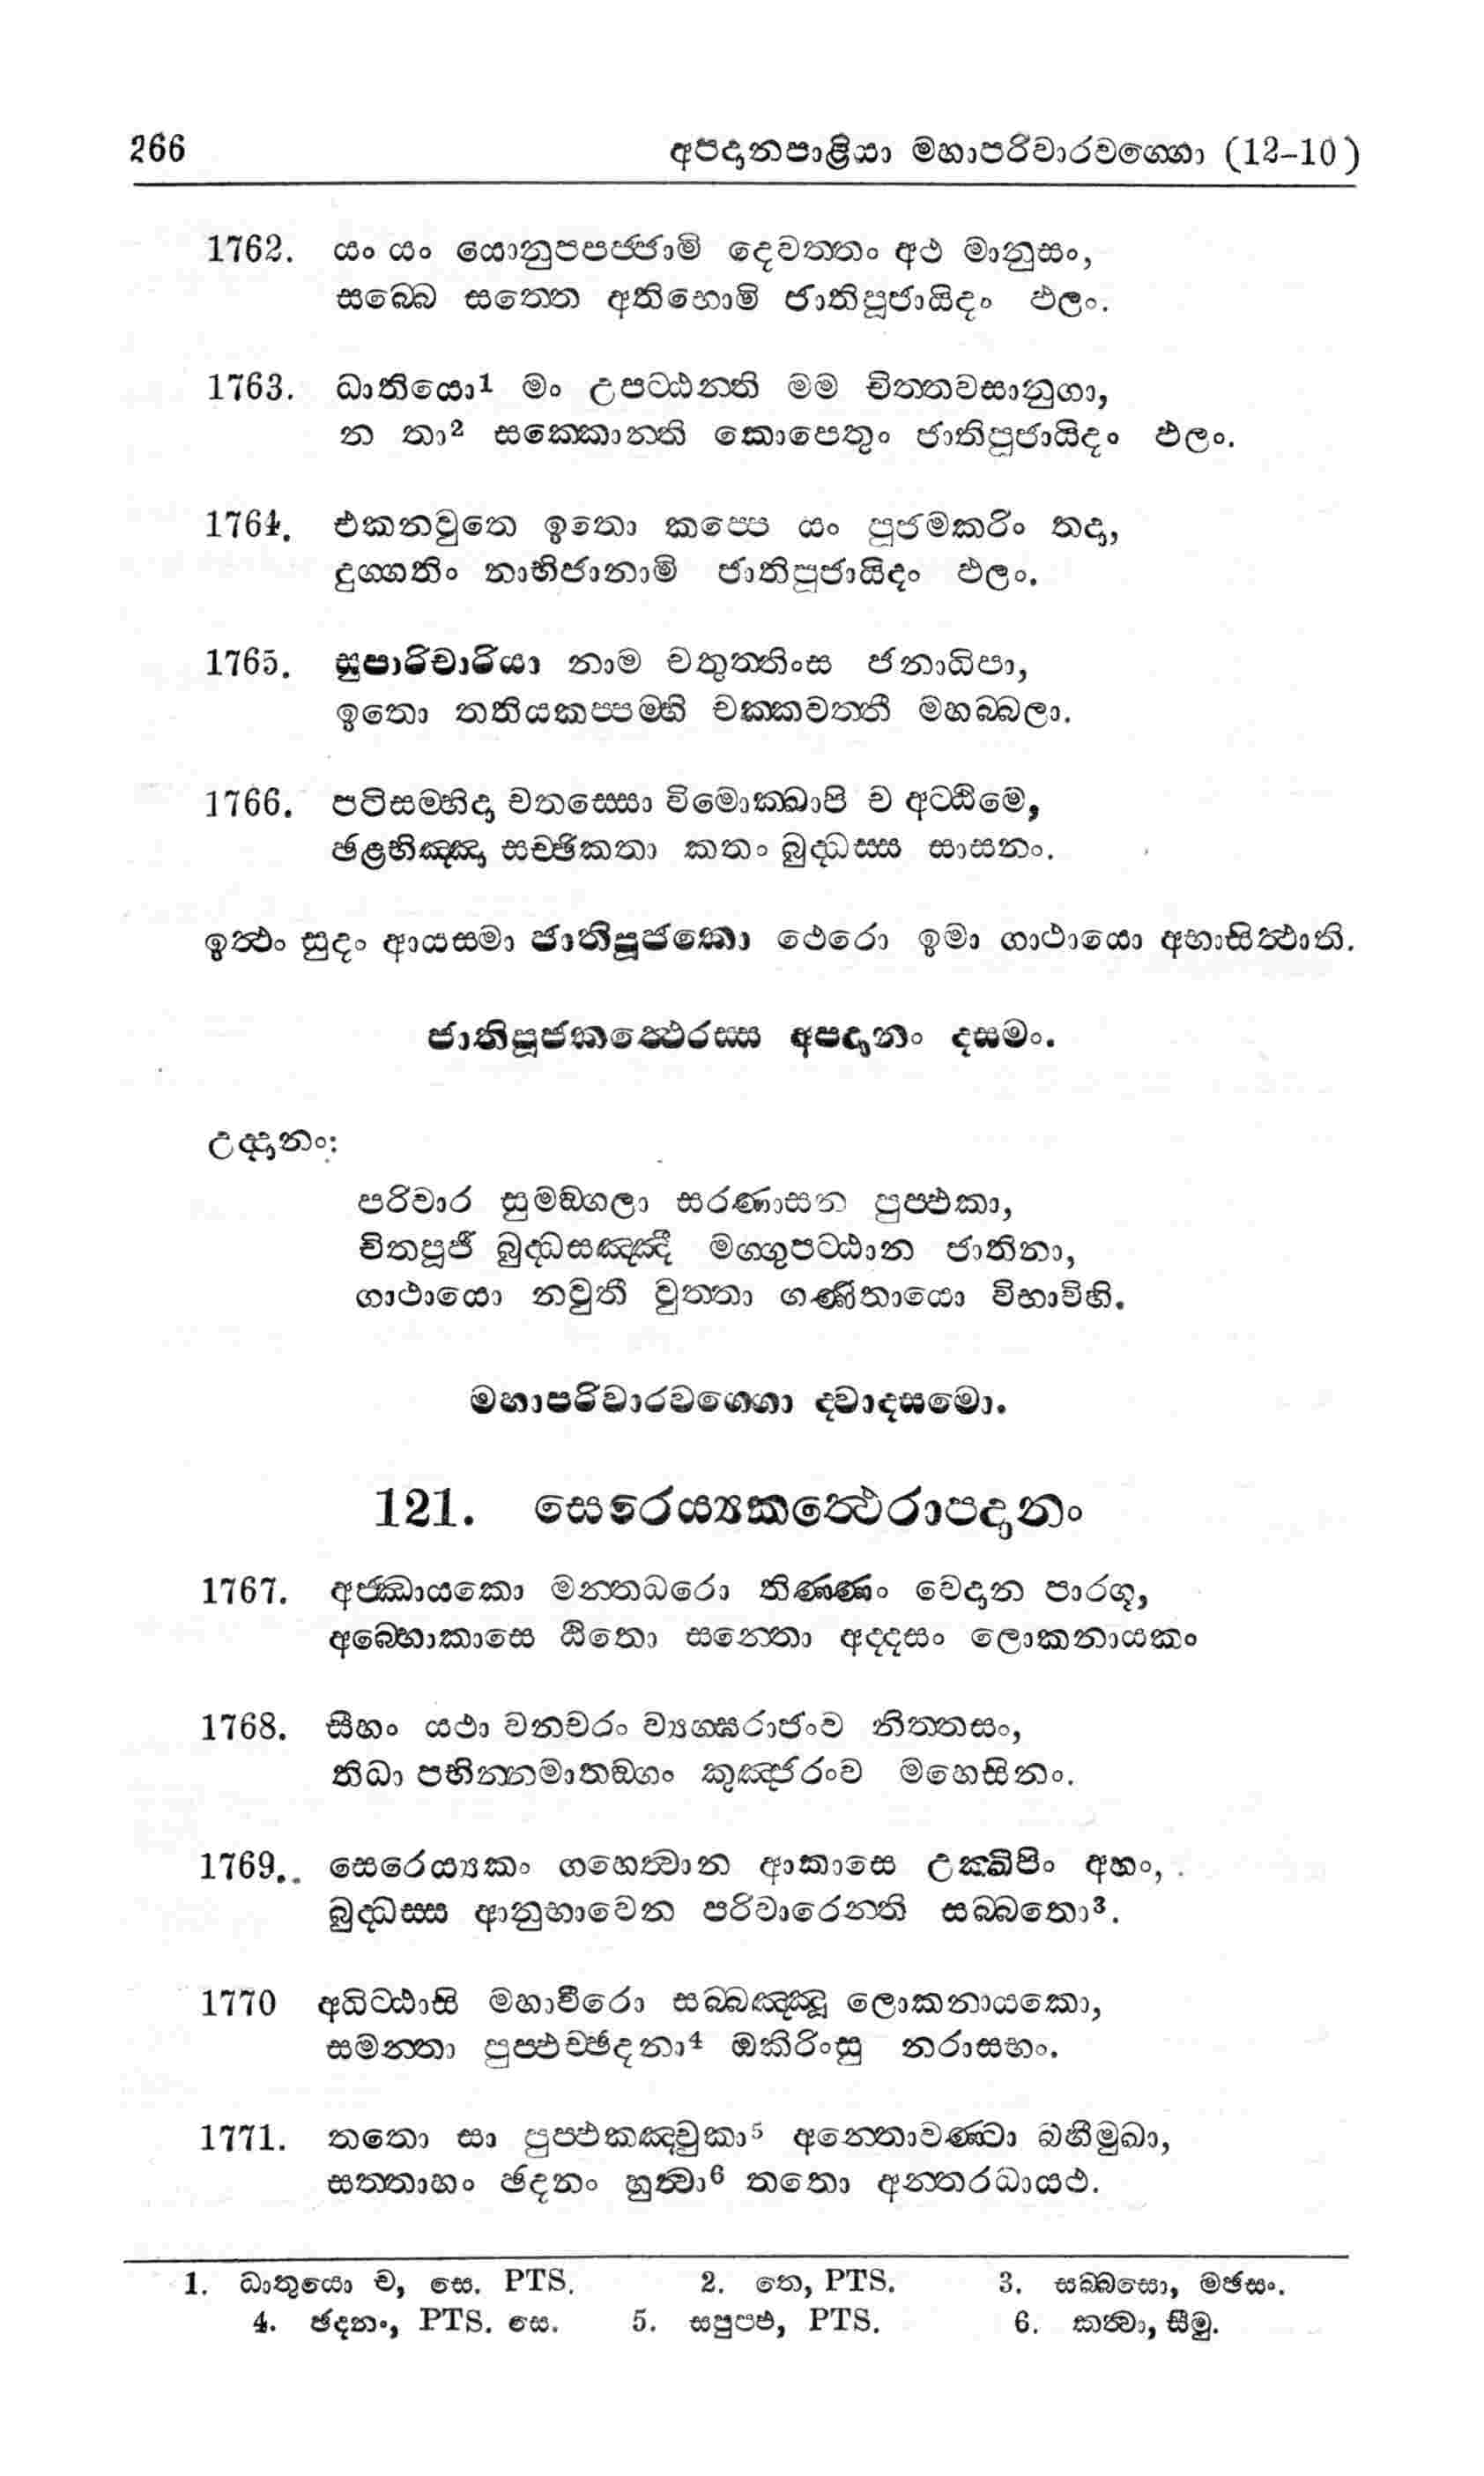 266 අපදානපාළියා මහාපරිවාරවග්ගො (12-10)
1762. යං යං යොනුපපජ්ජාමි දෙවත්තං අථ මානුසං,
සබ්බෙ සත්තෙ අතිහොමි ජාතිපූජායිදං ඵලං.
1763. ධාතියො1 මං උපට්ඨන්ති මම චිත්තවසානුගා,
න තා2 සක්කොන්ති කොපෙතුං ජාතිපූජායිදං ඵලං.
1764. එකනවුතෙ ඉතො කප්පෙ යං පූජමකරිං තදා,
දුග්ගතිං නාභිජානාමි ජාතිපූජායිදං ඵලං.
1765. සුපාරිචාරියා නාම චතුත්තිංස ජනාධිපා,
ඉතො තතියකප්පම්හි චක්කවත්තී මහබ්බලා.
1766. පටිසම්භිදා චතස්සො විමොක්ඛාපි ච අට්ඨිමෙ,
ඡළභිඤ්ඤා සච්ඡිකතා කතං බුද්ධස්ස සාසනං.
ඉත්ථං සුදං ආයස්මා ජාතිපූජකො ථෙරො ඉමා ගාථායො අභාසිත්ථාති.
ජාතිපූජකත්ථෙරස්ස අපදානං දසමං.
උද්දානං:
පරිවාර සුමඞ්ගලා සරණාසන පුප්ඵකා,
චිතපූජී බුද්ධසඤ්ඤී මග්ගුපට්ඨාන ජාතිනා,
ගාථායො නවුතී වුත්තා ගණිතායො විභාවිහි.
මහාපරිවාරවග්ගො ද්වාදසමො.
121. සෙරෙය්‍යකත්ථෙරාපදානං
1767. අජ්ඣායකො මන්තධරො තිණ්ණං වෙදාන පාරගූ,
අබ්භොකාසෙ ඨිතො සන්තො අද්දසං ලොකනායකං
1768. සීහං යථා වනචරං ව්‍යග්ඝරාජංව නිත්තසං,
තිධා පභින්නමාතඞ්ගං කුඤ්ජරංව මහෙසිනං.
1769.. සෙරෙය්‍යකං ගහෙත්වාන ආකාසෙ උක්ඛිපිං අහං,
බුද්ධස්ස ආනුභාවෙන පරිවාරෙන්ති සබ්බතො3.
1770 අධිට්ඨාසි මහාවීරො සබ්බඤ්ඤූ ලොකනායකො,
සමන්තා පුප්ඵච්ඡදනා4 ඔකිරිංසු නරාසභං.
1771. තතො සා පුප්ඵකඤ්චුකා5 අන්තොවණ්ටා බහීමුඛා,
සත්තාහං ඡදනං හුත්වා6 තතො අන්තරධායථ.
1. ධාතුයො ච, සෙ. PTS. 2. තෙ, PTS. 3. සබ්බසො, මඡසං.
4. ඡදනං, PTS. සෙ. 5. සපුප්ඵ, PTS. 6. කත්වා, සීමු.